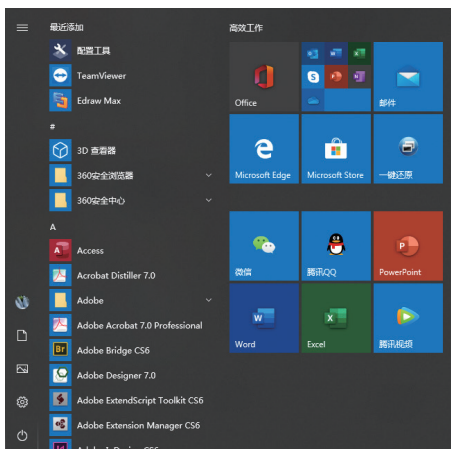 最近添加
配置工具
TeamViewer
Edraw Max
#
3D 查看器
360安全浏览器
360安全中心
A
Access
Acrobat Distiller 7.0
Adobe
Adobe Acrobat 7.0 Professional
Adobe Bridge CS6
Adobe Designer 7.0
Adobe ExtendScript Toolkit CS6
Adobe Extension Manager CS6
高效工作
Office
邮件
Microsoft Edge
Microsoft Store
一键还原
微信
腾讯QQ
PowerPoint
Word
Excel
腾讯视频